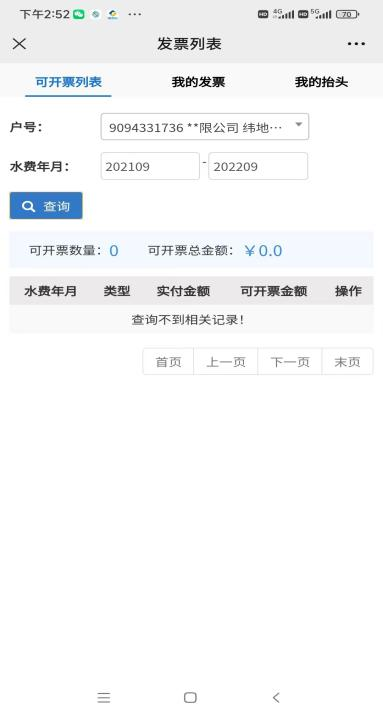 下午2:52 ··· HD 4G HD 5G 70
发票列表 ···
可开票列表 我的发票 我的抬头
户号： 9094331736 **限公司 纬地···
水费年月： 202109 - 202209
查询
可开票数量：0 可开票总金额：￥0.0
水费年月 类型 实付金额 可开票金额 操作
查询不到相关记录！
首页 上一页 下一页 末页